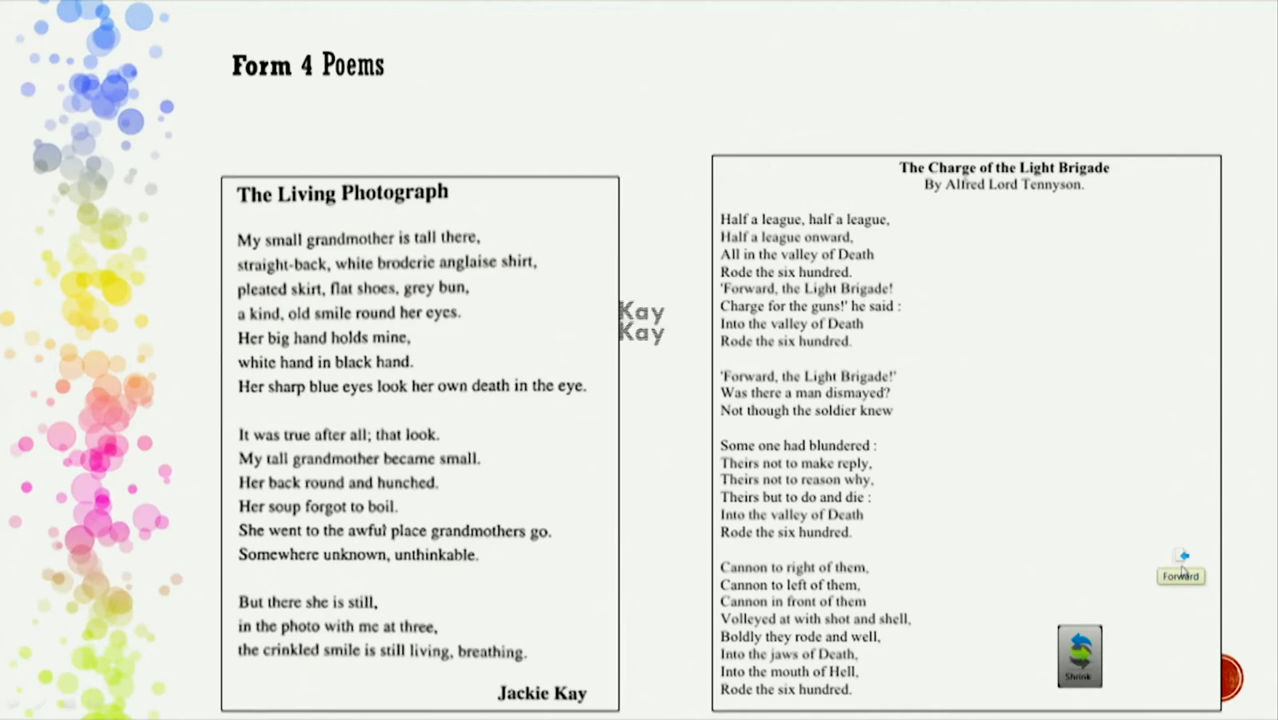 Form 4 Poems
The Living Photograph
My small grandmother is tall there,
straight-back, white broderie anglaise shirt,
pleated skirt, flat shoes, grey bun,
a kind, old smile round her eyes.
Her big hand holds mine,
white hand in black hand.
Her sharp blue eyes look her own death in the eye.
It was true after all; that look.
My tall grandmother became small.
Her back round and hunched.
Her soup forgot to boil.
She went to the awful place grandmothers go.
Somewhere unknown, unthinkable.
But there she is still,
in the photo with me at three,
the crinkled smile is still living, breathing.
Jackie Kay
Kay
Kay
The Charge of the Light Brigade
By Alfred Lord Tennyson.
Half a league, half a league,
Half a league onward,
All in the valley of Death
Rode the six hundred.
'Forward, the Light Brigade!
Charge for the guns!' he said :
Into the valley of Death
Rode the six hundred.
'Forward, the Light Brigade!'
Was there a man dismayed?
Not though the soldier knew
Some one had blundered :
Theirs not to make reply,
Theirs not to reason why,
Theirs but to do and die :
Into the valley of Death
Rode the six hundred.
Cannon to right of them,
Cannon to left of them,
Cannon in front of them
Volleyed at with shot and shell,
Boldly they rode and well,
Into the jaws of Death,
Into the mouth of Hell,
Rode the six hundred.
Forward
Shrink